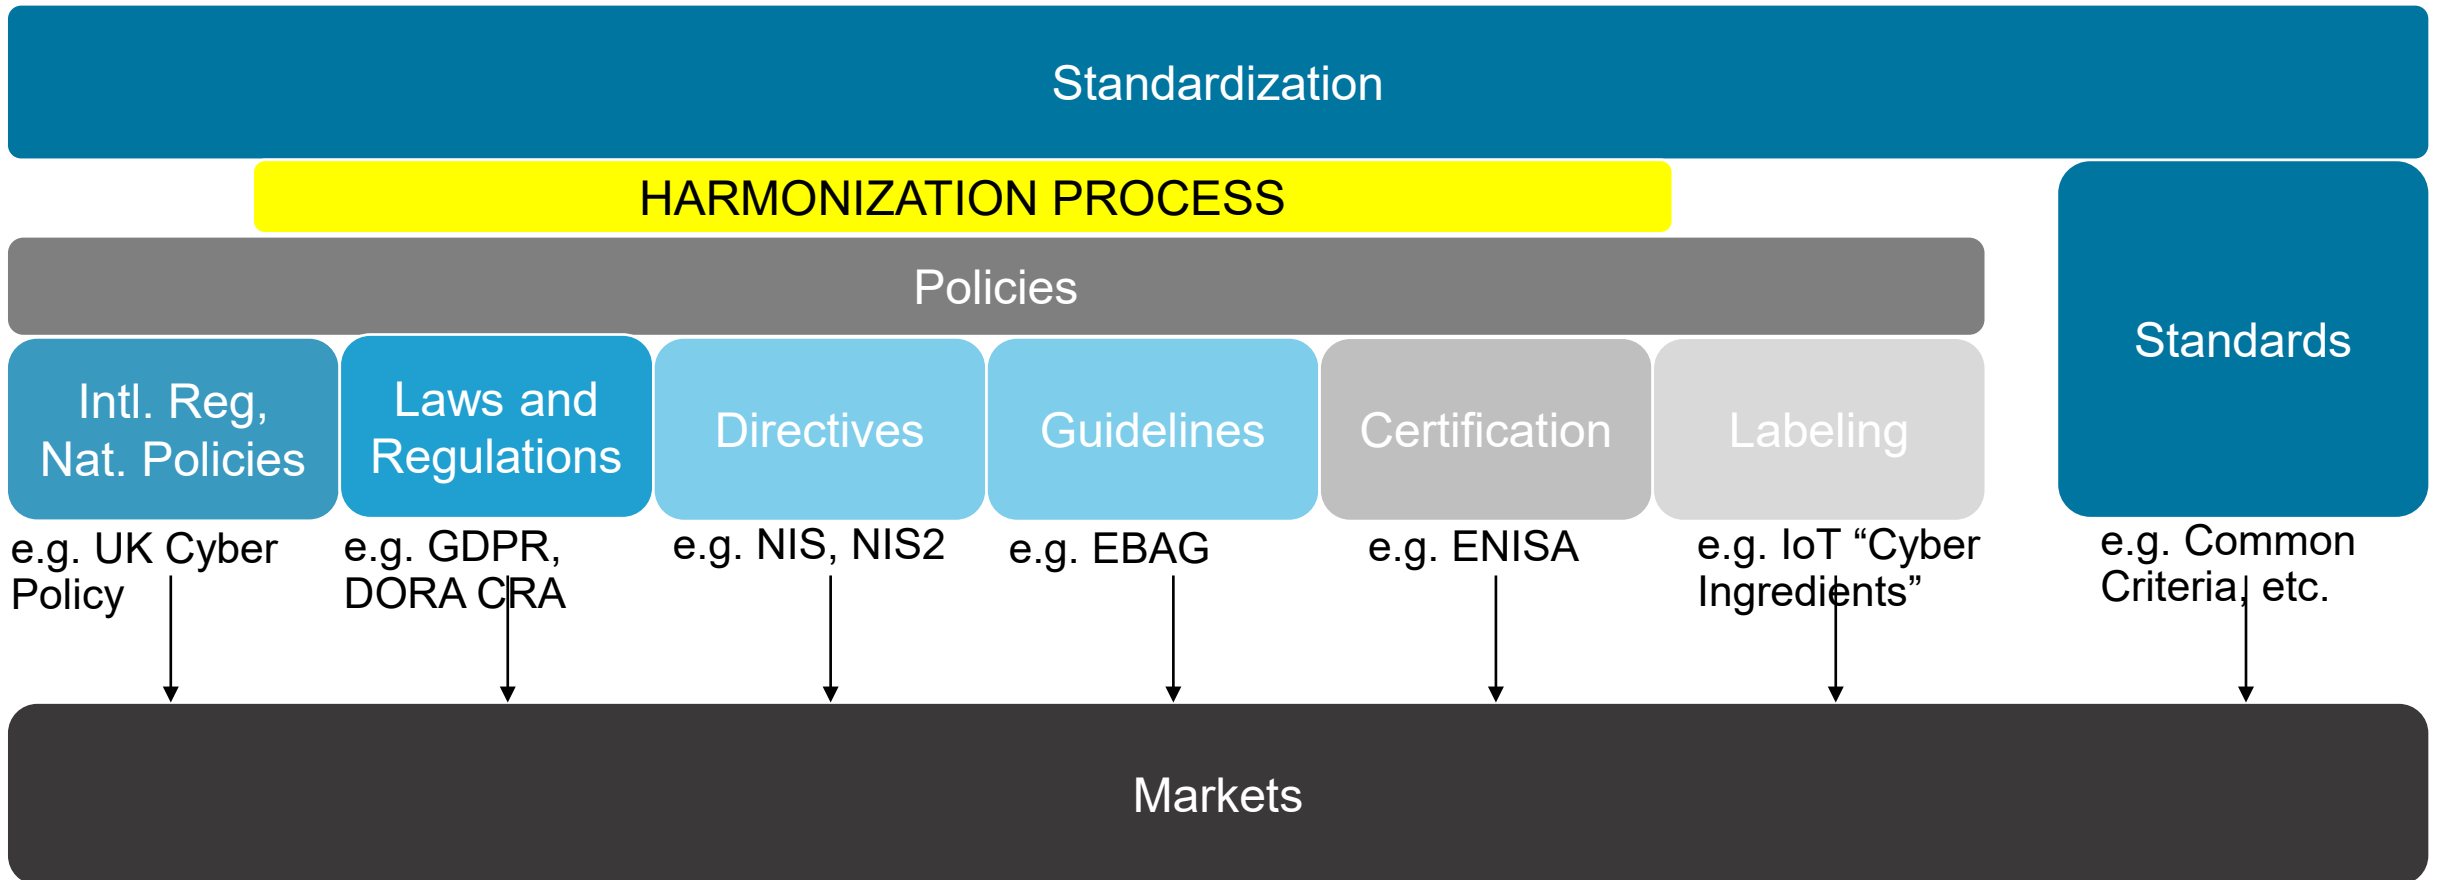 Standardization
HARMONIZATION PROCESS
Policies
Standards
Intl. Reg,
Nat. Policies
Laws and
Regulations
Directives
Guidelines
Certification
Labeling
e.g. UK Cyber
Policy
e.g. GDPR,
DORA CRA
e.g. NIS, NIS2
e.g. EBAG
e.g. ENISA
e.g. IoT “Cyber
Ingredients”
e.g. Common
Criteria, etc.
Markets